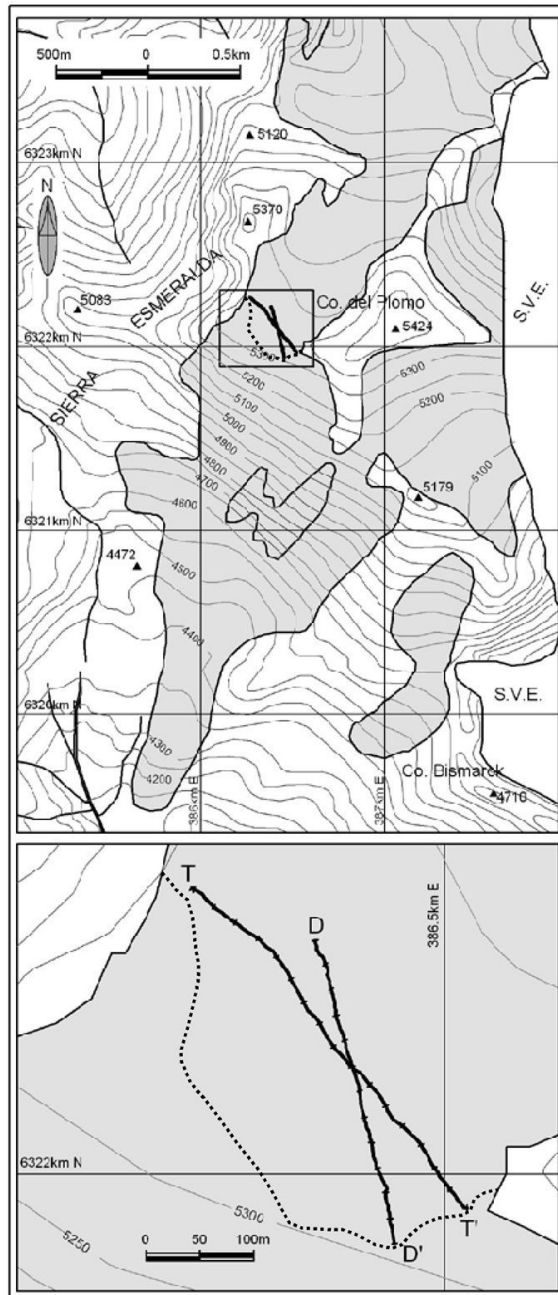 500m 0 0.5km
5120
6323km N
N
5370
ESMERALDA
S.V.E.
5083
Co. del Plomo
5424
6322km N
5300
5300
5200
5200
SIERRA
5100
5000
4900
4800
5100
4700
5179
4600
6321km N
4472
4500
4400
S.V.E.
6320km N
4300
Co. Bismarck
4200
386km E
387km E
4710
T
D
386.5km E
6322km N
5300
T'
5250
0 50 100m
D'